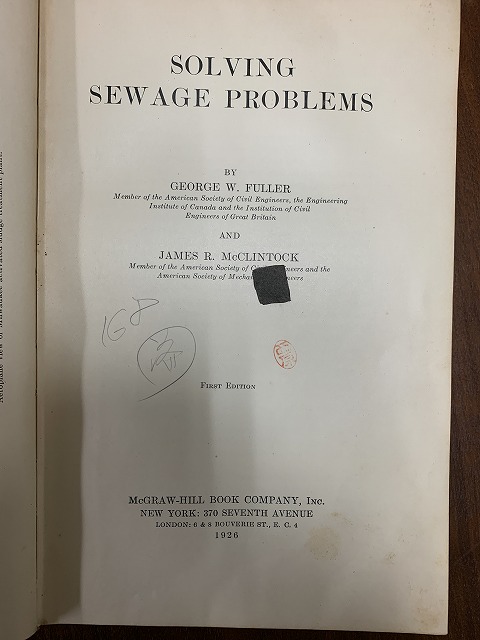 SOLVING
SEWAGE PROBLEMS
BY
GEORGE W. FULLER
Member of the American Society of Civil Engineers, the Engineering
Institute of Canada and the Institution of Civil
Engineers of Great Britain
AND
JAMES R. McCLINTOCK
Member of the American Society of and the
American Society of
168
済
FIRST EDITION
McGRAW-HILL BOOK COMPANY, INC.
NEW YORK: 370 SEVENTH AVENUE
LONDON: 6 & 8 BOUVERIE ST., E. C. 4
1926